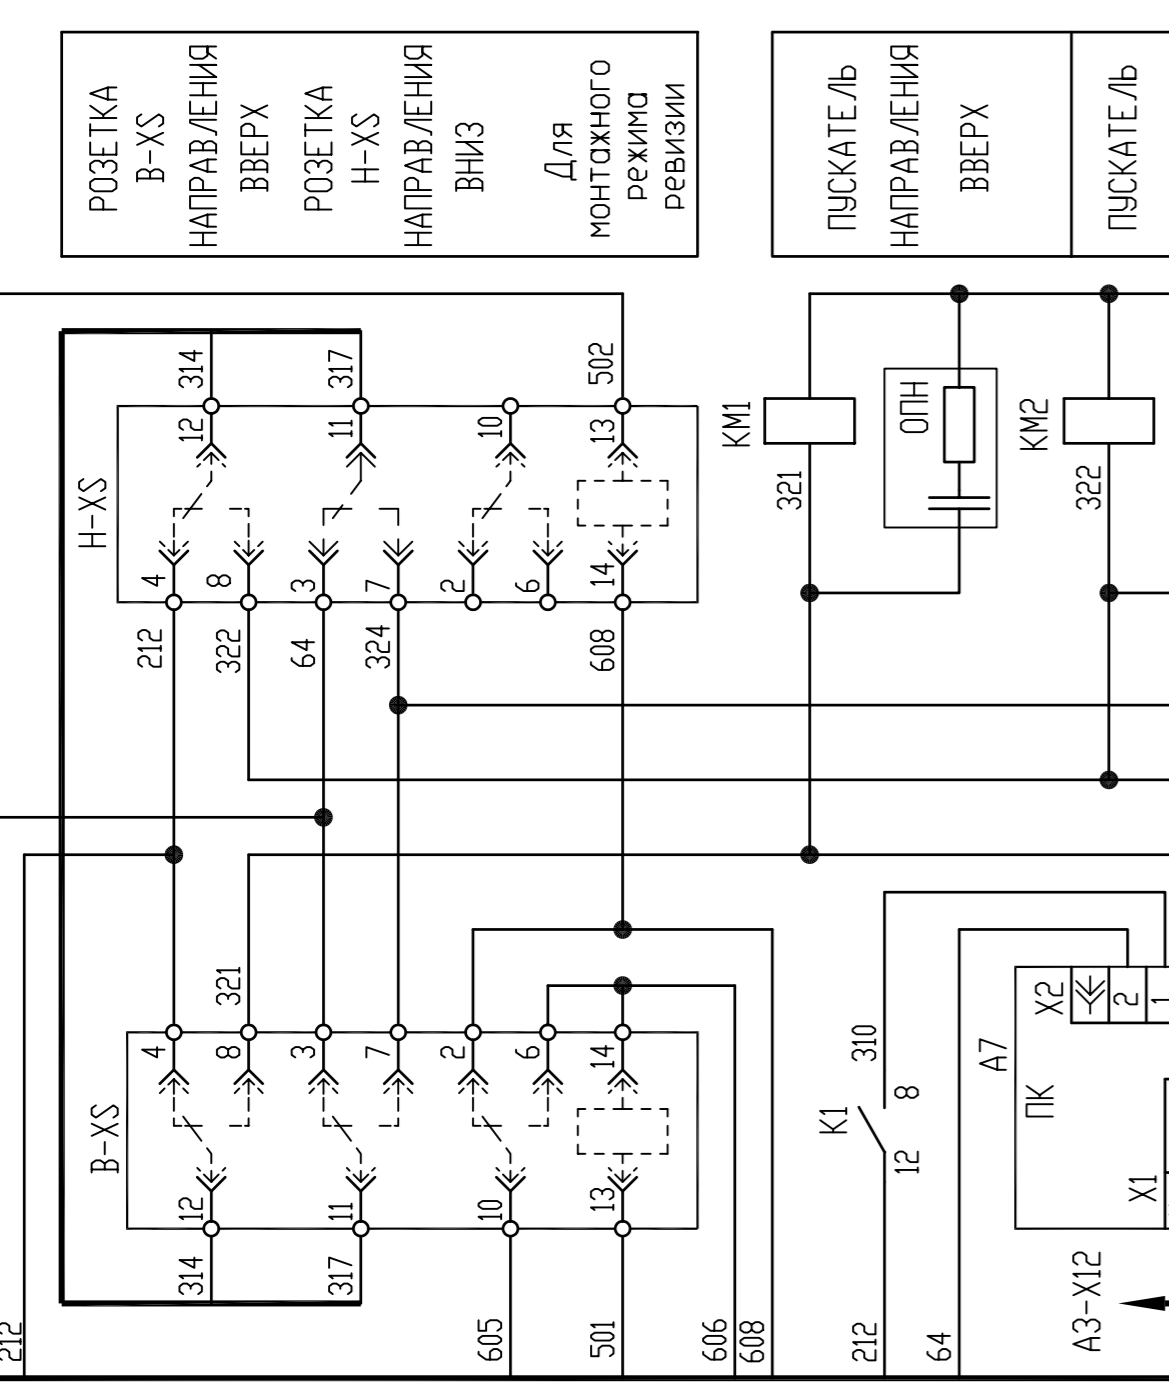 РОЗЕТКА
В-XS
НАПРАВЛЕНИЯ
ВВЕРХ
РОЗЕТКА
Н-XS
НАПРАВЛЕНИЯ
ВНИЗ
Для
монтажного
режима
ревизии
ПУСКАТЕЛЬ
НАПРАВЛЕНИЯ
ВВЕРХ
ПУСКАТЕЛЬ
314
317
502
12
11
10
13
Н-XS
4
8
3
7
2
6
14
212
322
64
324
608
КМ1
321
ОПН
КМ2
322
321
4
8
3
7
2
6
14
В-XS
12
11
10
13
314
317
212
605
501
606
608
310
К1
8
12
212
64
А7
ПК
X2
2
1
X1
А3-Х12